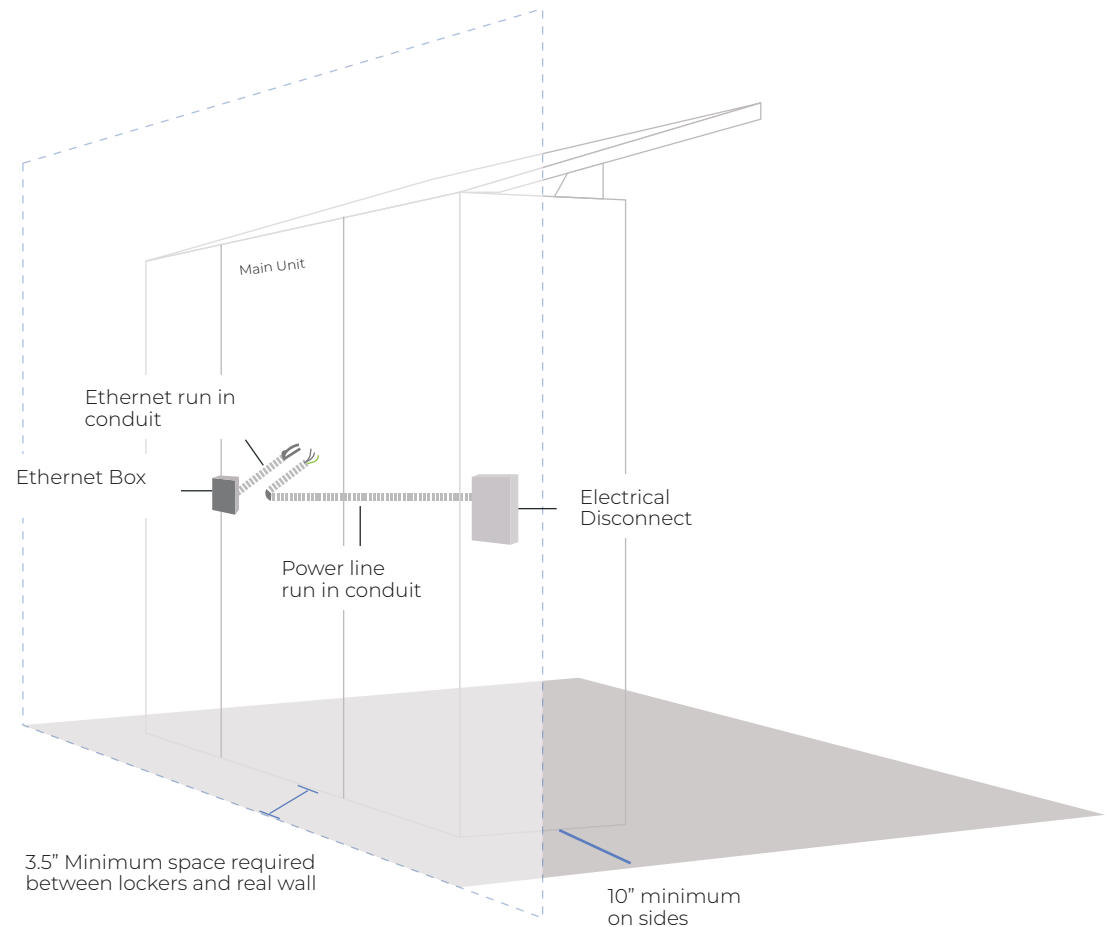 Main Unit
Ethernet run in
conduit
Ethernet Box
Electrical
Disconnect
Power line
run in conduit
3.5” Minimum space required
between lockers and real wall
10” minimum
on sides